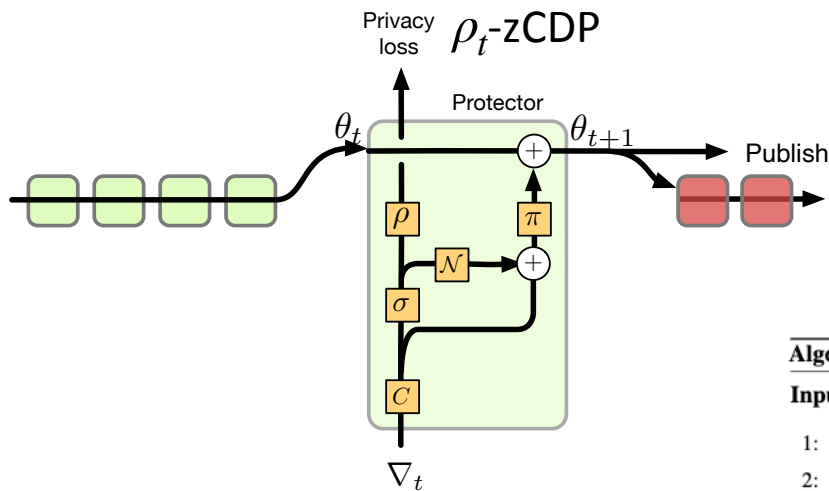 Privacy
loss
ρ_t-zCDP
Protector
θ_t
θ_{t+1}
+
Publish
ρ
π
𝒩
+
σ
C
∇_t
Algo
Inpu
1:
2: